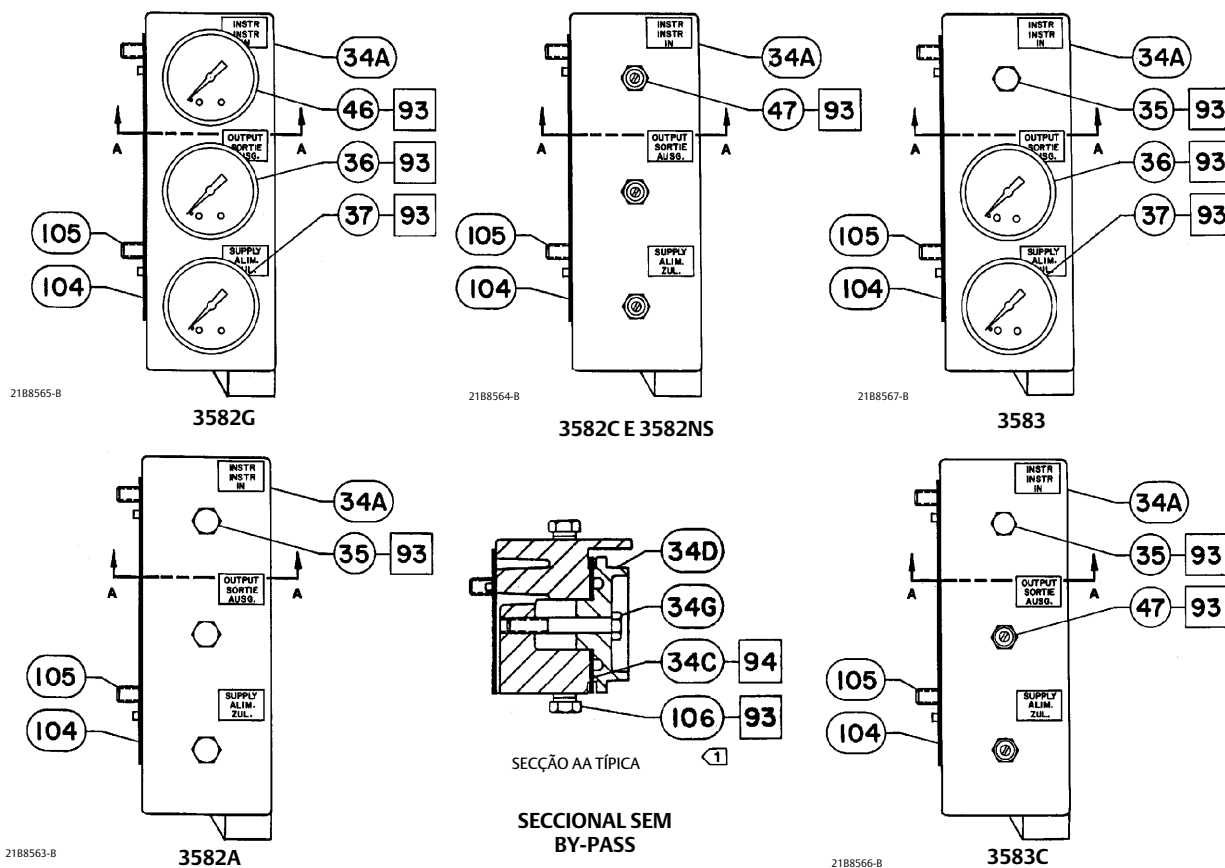 INSTR
INSTR
IN
34A
46 93
A A
OUTPUT
SORTIE
AUSG.
36 93
37 93
105
SUPPLY
ALIM.
ZUL.
104
21B8565-B
3582G
INSTR
INSTR
IN
34A
47 93
A A
OUTPUT
SORTIE
AUSG.
105
SUPPLY
ALIM.
ZUL.
104
21B8564-B
3582C E 3582NS
INSTR
INSTR
IN
34A
35 93
A A
OUTPUT
SORTIE
AUSG.
36 93
37 93
105
SUPPLY
ALIM.
ZUL.
104
21B8567-B
3583
INSTR
INSTR
IN
34A
35 93
A A
OUTPUT
SORTIE
AUSG.
105
SUPPLY
ALIM.
ZUL.
104
21B8563-B
3582A
34D
34G
34C 94
106 93
1
SECÇÃO AA TÍPICA
SECCIONAL SEM
BY-PASS
INSTR
INSTR
IN
34A
35 93
A A
OUTPUT
SORTIE
AUSG.
47 93
105
SUPPLY
ALIM.
ZUL.
104
21B8566-B
3583C